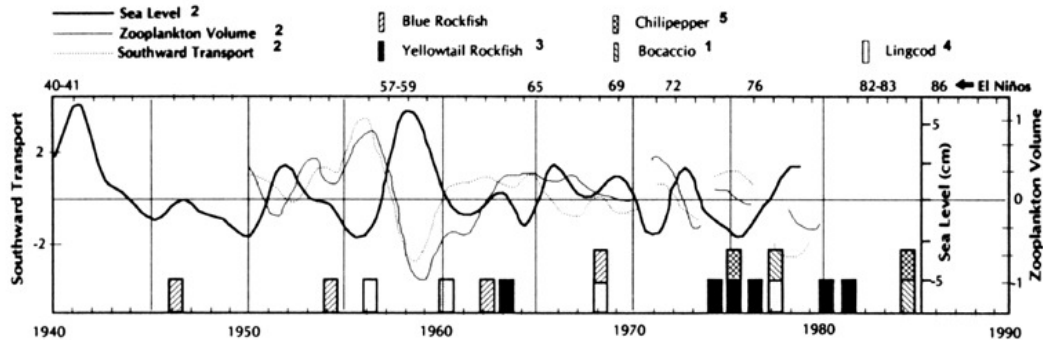 Sea Level 2
Zooplankton Volume 2
Southward Transport 2
Blue Rockfish
Yellowtail Rockfish 3
Chilipepper 5
Bocaccio 1
Lingcod 4
40-41 57-59 65 69 72 76 82-83 86 El Niños
Southward Transport
2
-2
5
-5
Sea Level (cm)
1
0
-1
Zooplankton Volume
1940 1950 1960 1970 1980 1990